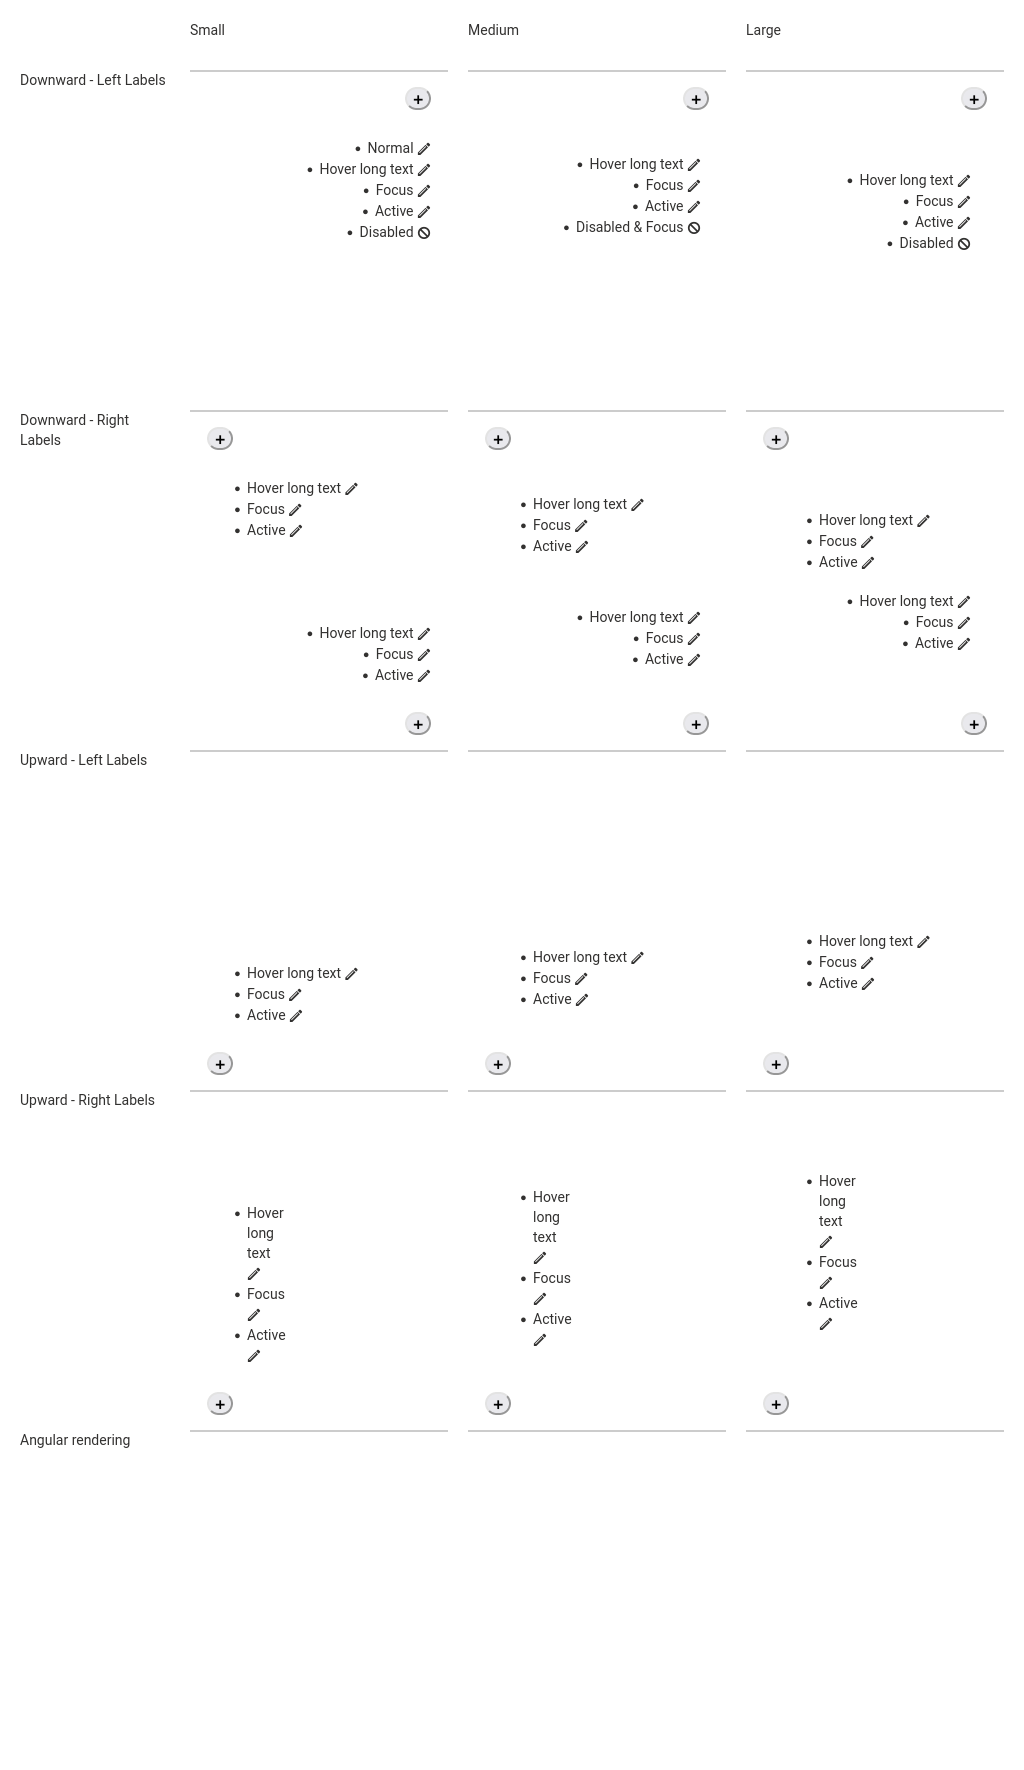 Small
Medium
Large
Downward - Left Labels
+
+
+
Normal
Hover long text
Focus
Active
Disabled
Hover long text
Focus
Active
Disabled & Focus
Hover long text
Focus
Active
Disabled
Downward - Right
Labels
+
+
+
Hover long text
Focus
Active
Hover long text
Focus
Active
Hover long text
Focus
Active
Hover long text
Focus
Active
Hover long text
Focus
Active
Hover long text
Focus
Active
+
+
+
Upward - Left Labels
Hover long text
Focus
Active
Hover long text
Focus
Active
Hover long text
Focus
Active
+
+
+
Upward - Right Labels
Hover
long
text
Focus
Active
Hover
long
text
Focus
Active
Hover
long
text
Focus
Active
+
+
+
Angular rendering